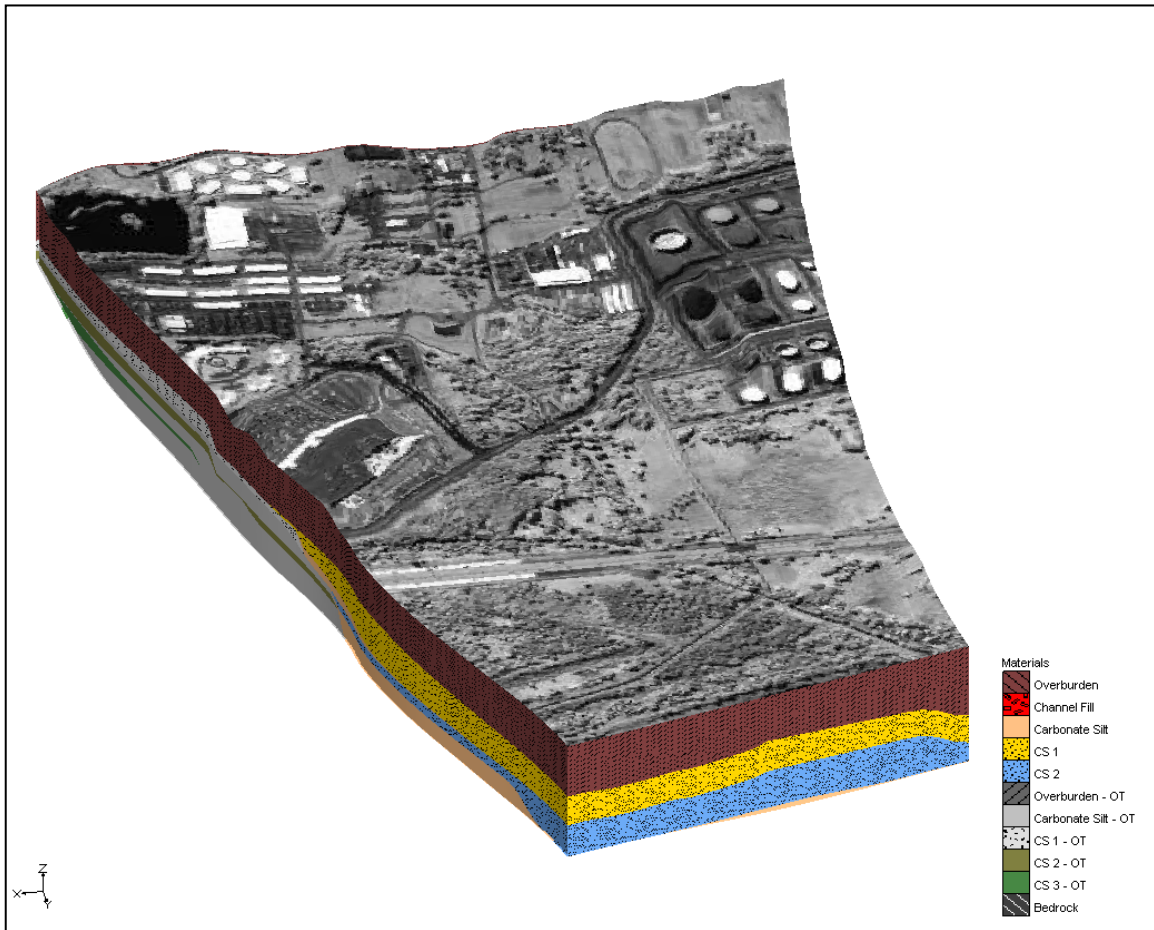 Materials
Overburden
Channel Fill
Carbonate Silt
CS 1
CS 2
Overburden - OT
Carbonate Silt - OT
CS 1 - OT
CS 2 - OT
CS 3 - OT
Bedrock
Z
X
Y